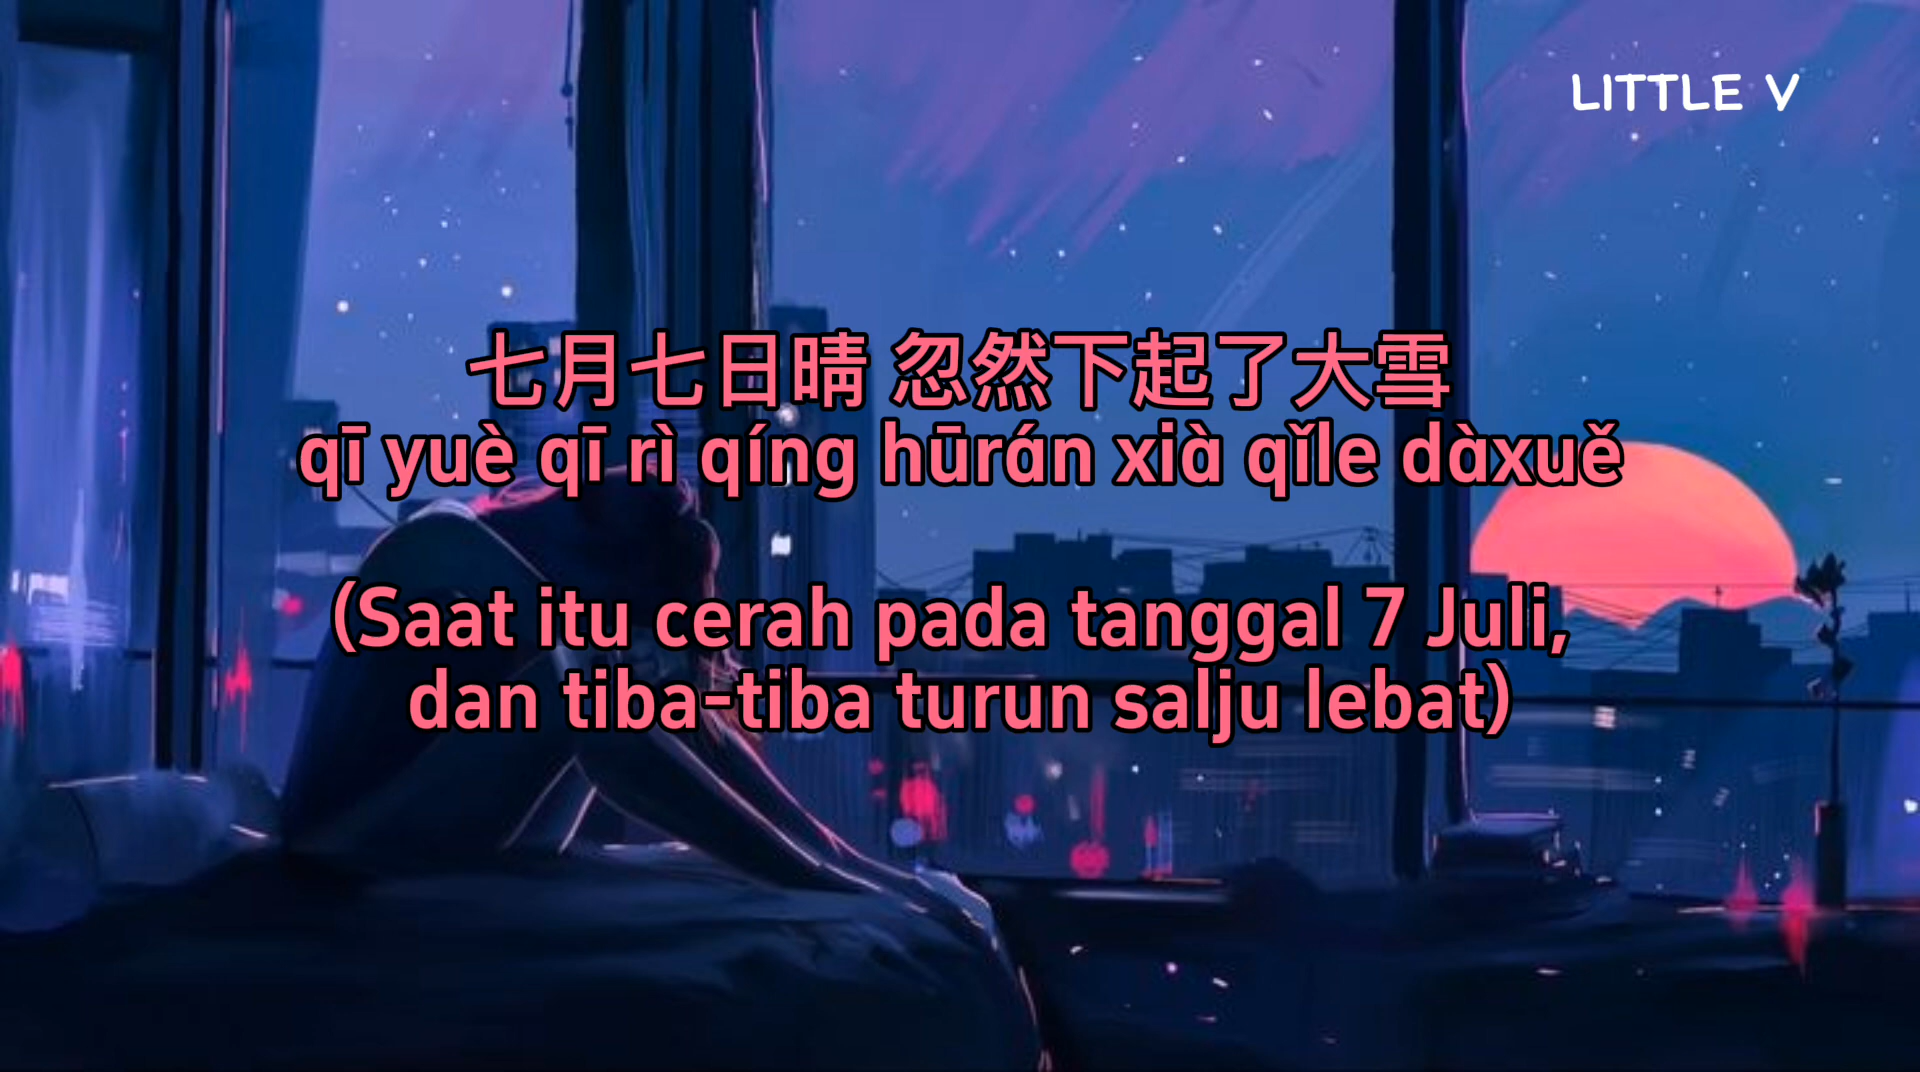 LITTLE V
七月七日晴 忽然下起了大雪
qī yuè qī rì qíng hūrán xià qǐle dàxuě
(Saat itu cerah pada tanggal 7 Juli,
dan tiba-tiba turun salju lebat)